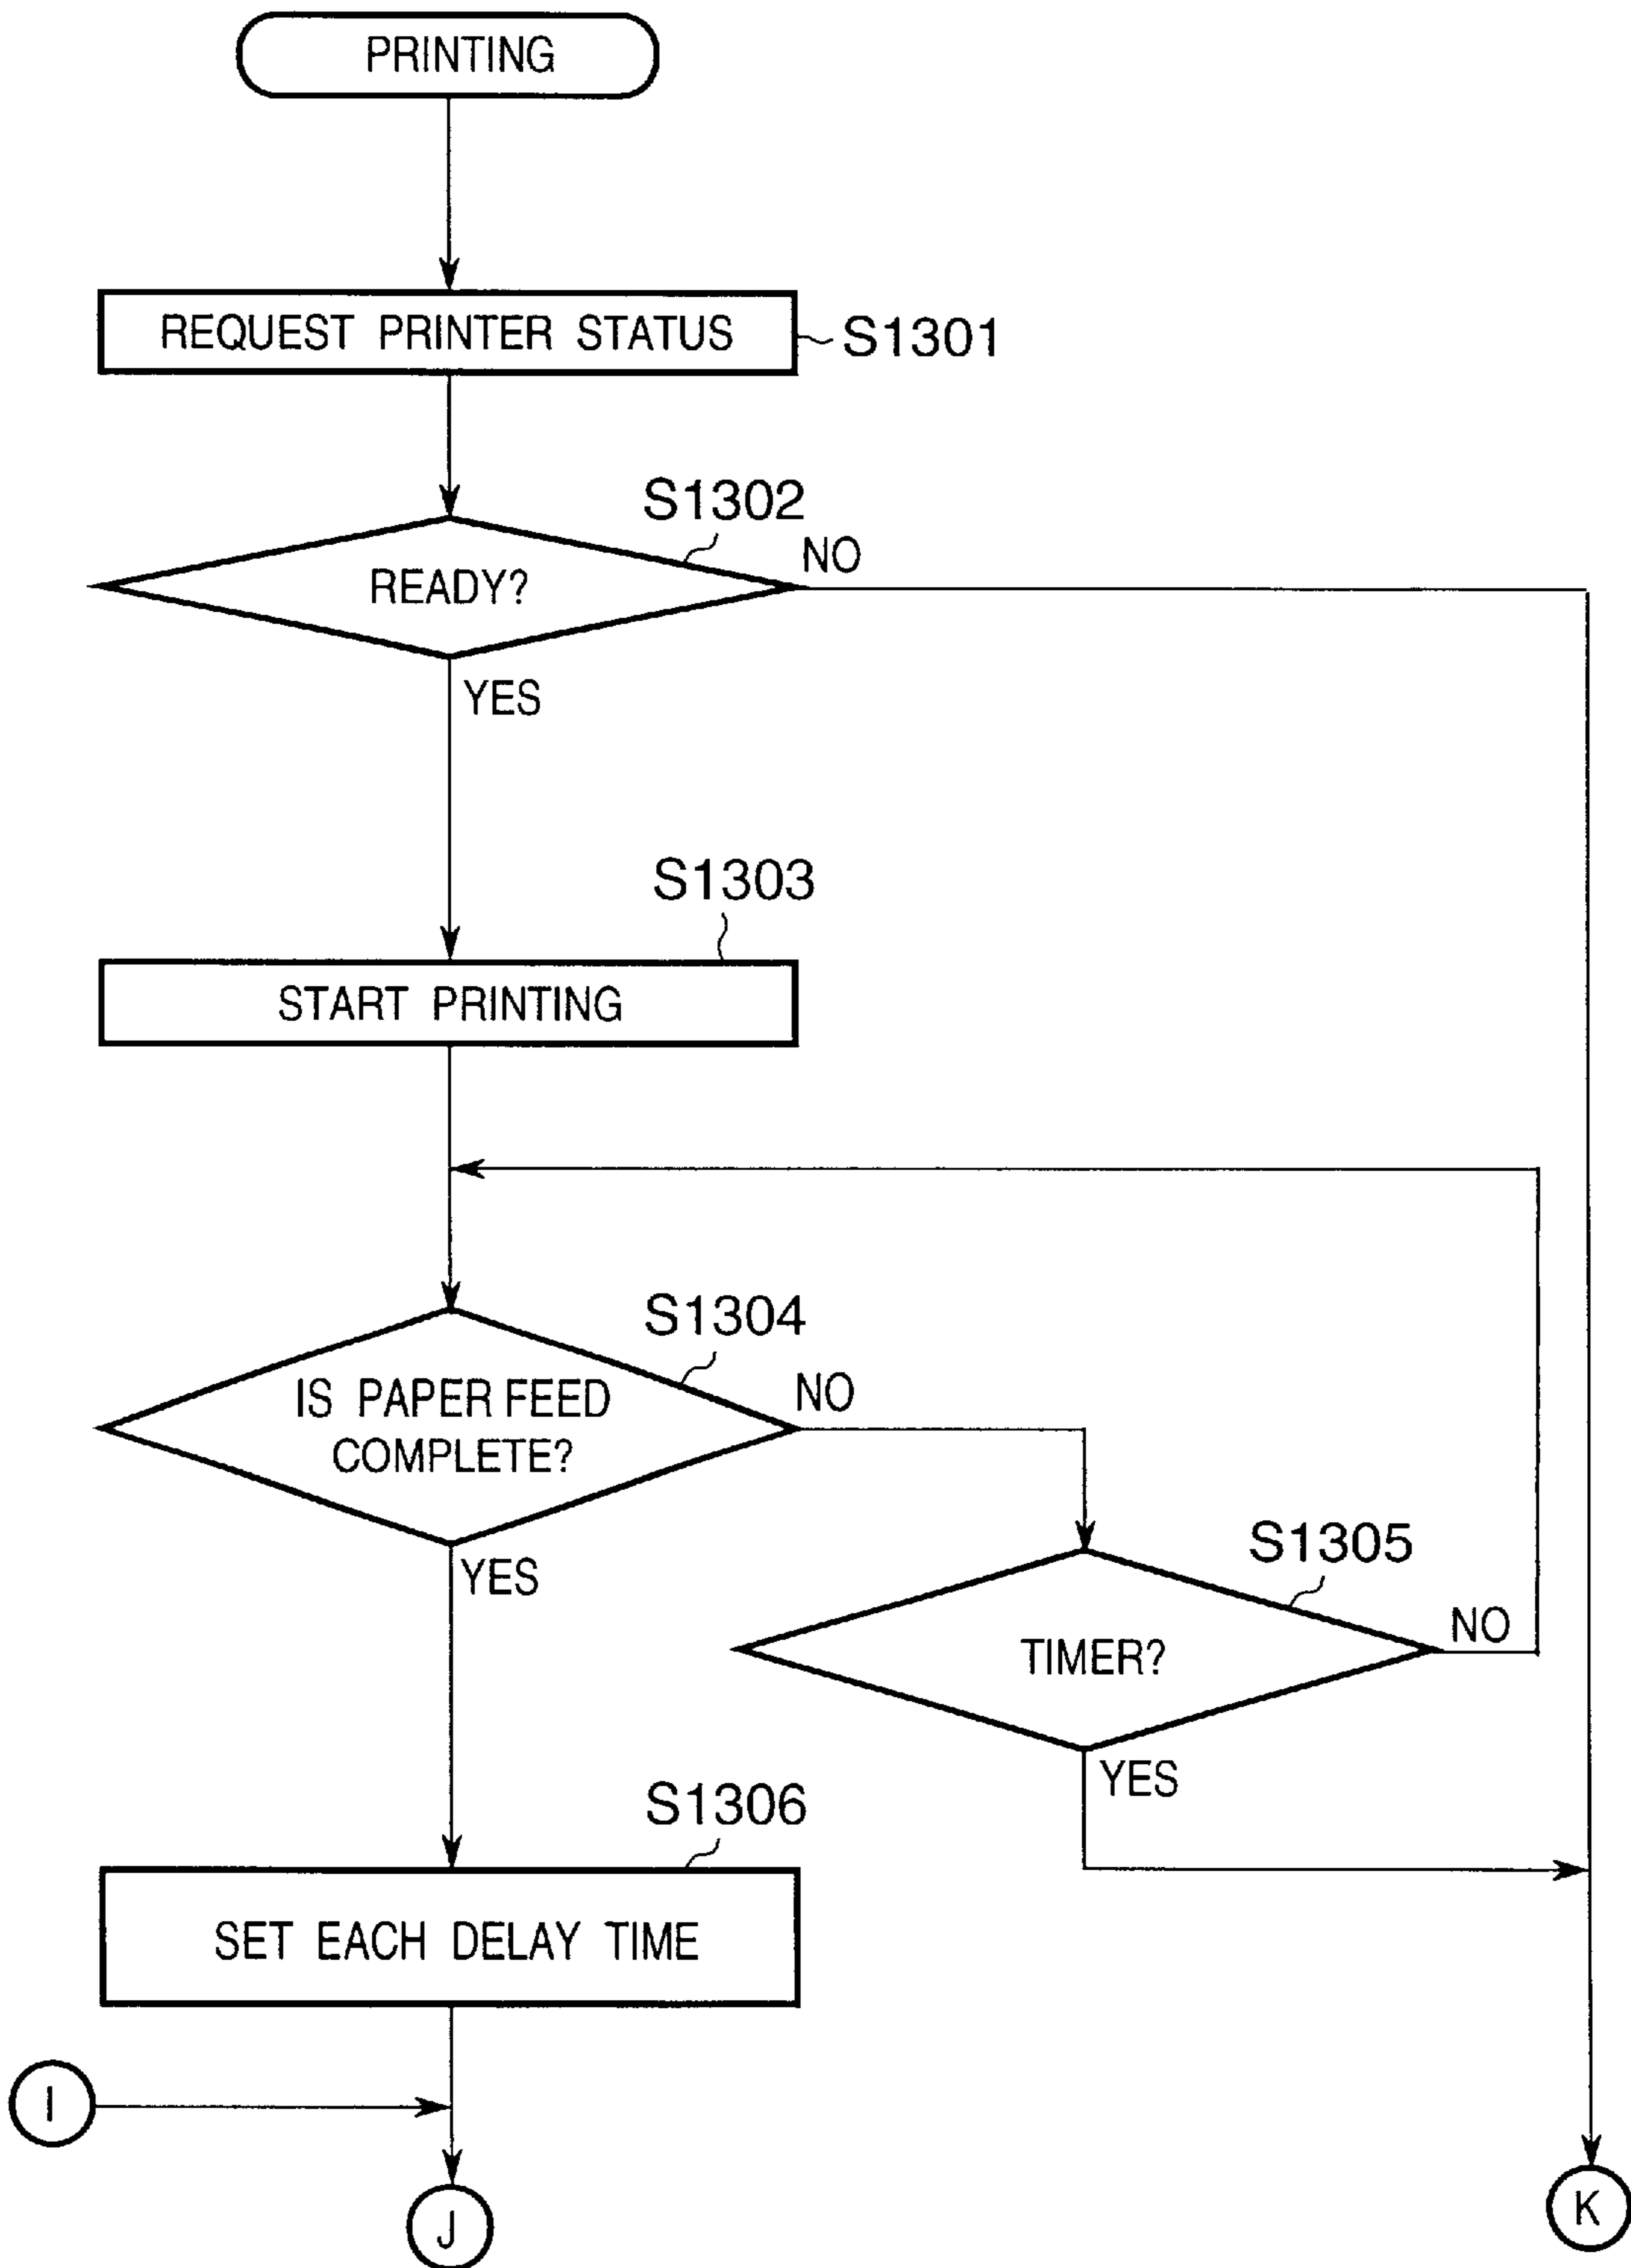 PRINTING
REQUEST PRINTER STATUS
S1301
S1302
READY?
NO
YES
S1303
START PRINTING
S1304
IS PAPER FEED
COMPLETE?
NO
YES
S1305
TIMER?
NO
YES
S1306
SET EACH DELAY TIME
I
J
K